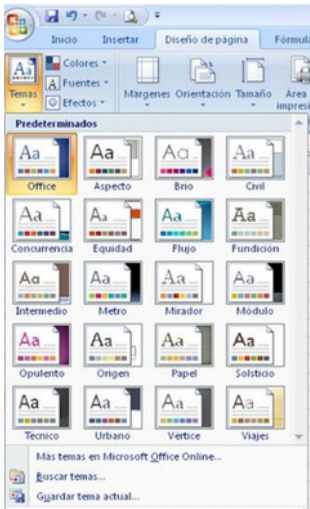 Inicio Insertar Diseño de página Fórmula
Colores
Fuentes
Efectos
Temas Márgenes Orientación Tamaño Área
impresi
Predeterminados
Aa Aa Aa Aa
Office Aspecto Brío Civil
Aa Aa Aa Aa
Concurrencia Equidad Flujo Fundición
Aa Aa Aa Aa
Intermedio Metro Mirador Módulo
Aa Aa Aa Aa
Opulento Origen Papel Solsticio
Aa Aa Aa Aa
Técnico Urbano Vértice Viajes
Más temas en Microsoft Office Online...
Buscar temas...
Guardar tema actual...